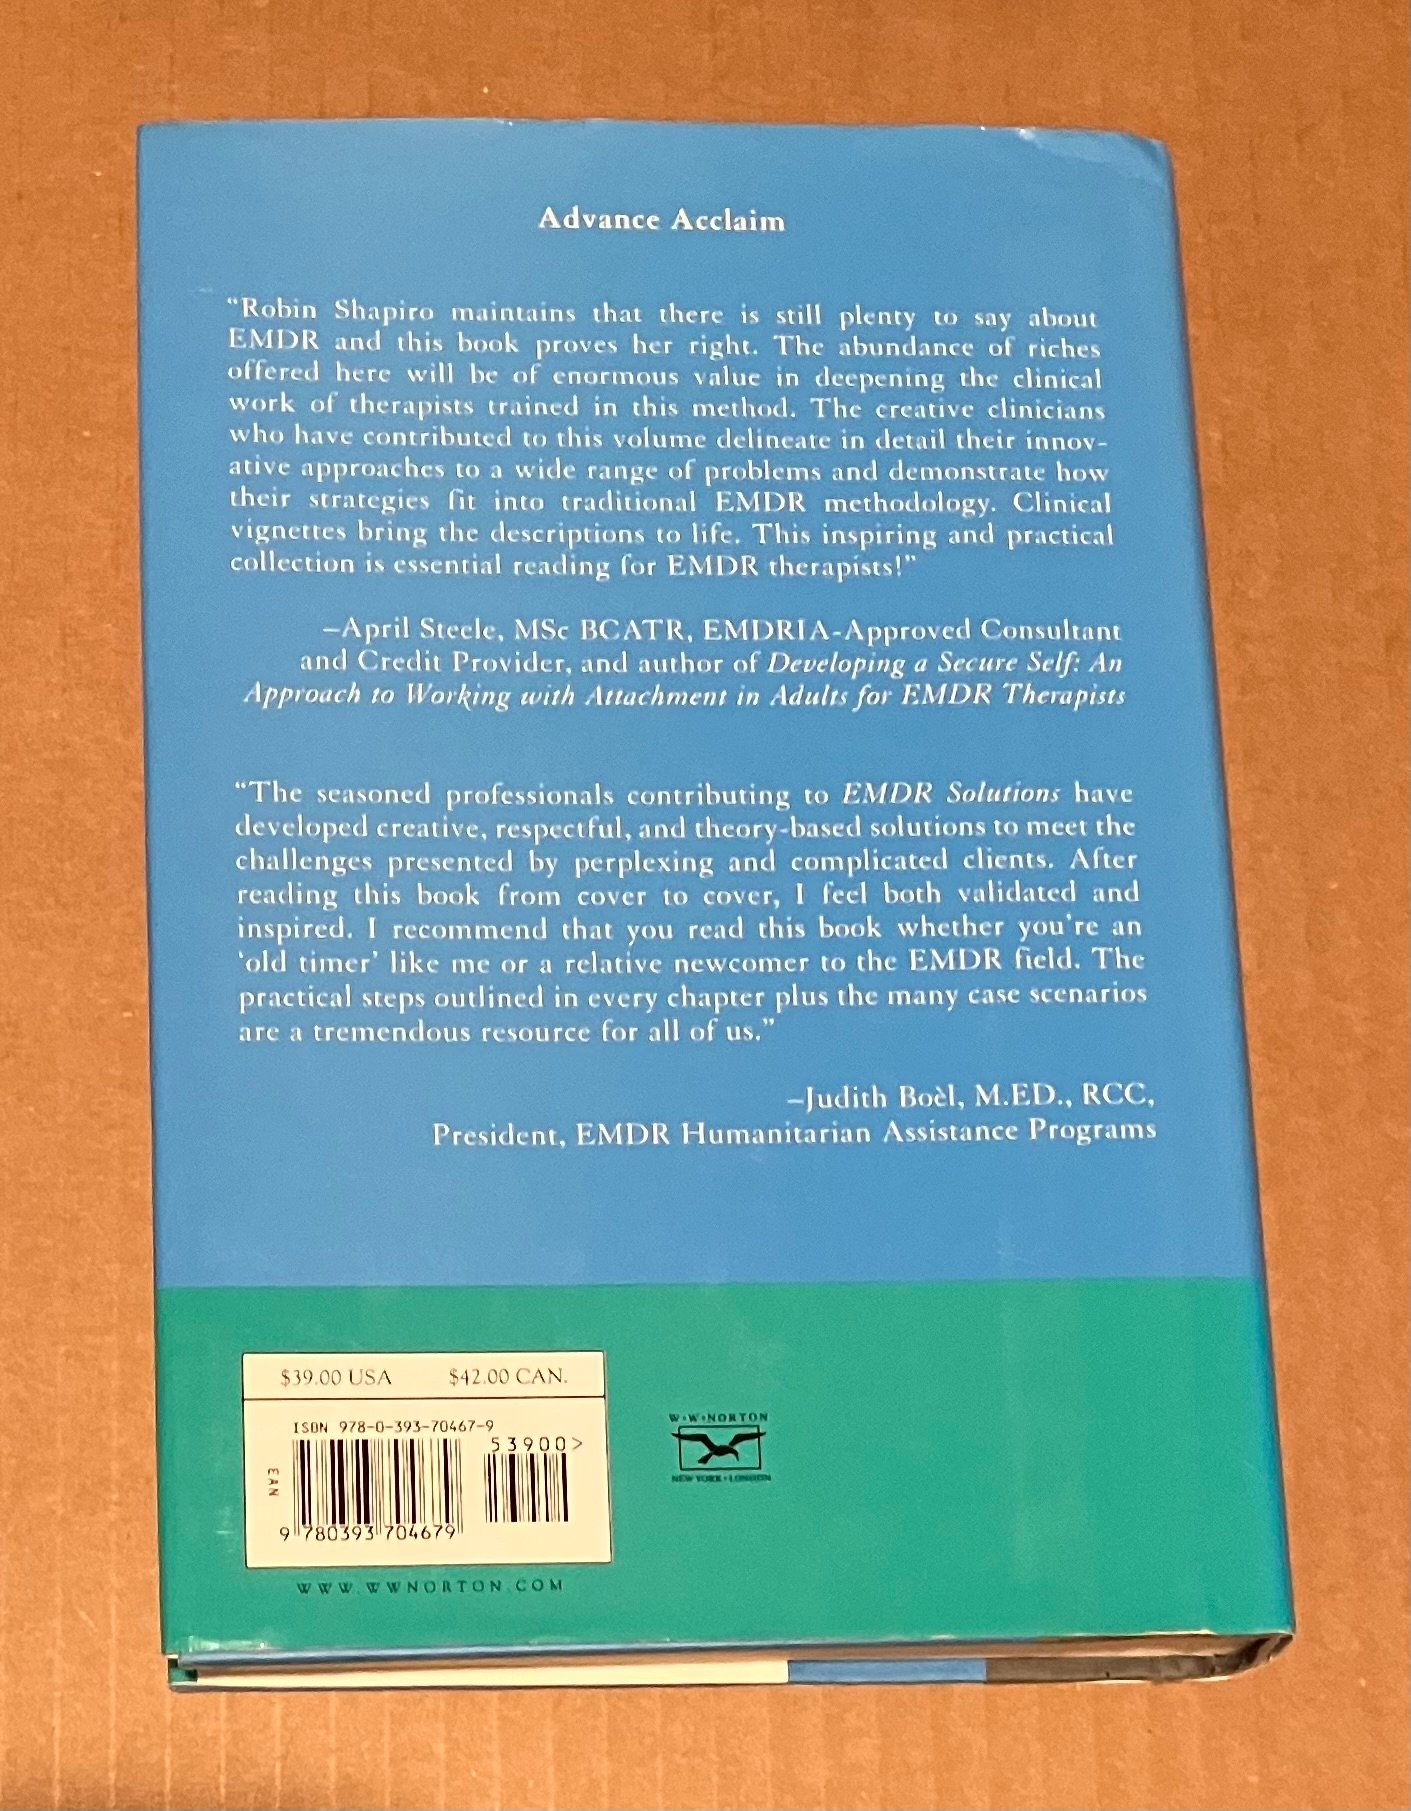 Advance Acclaim
“Robin Shapiro maintains that there is still plenty to say about
EMDR and this book proves her right. The abundance of riches
offered here will be of enormous value in deepening the clinical
work of therapists trained in this method. The creative clinicians
who have contributed to this volume delineate in detail their innov-
ative approaches to a wide range of problems and demonstrate how
their strategies fit into traditional EMDR methodology. Clinical
vignettes bring the descriptions to life. This inspiring and practical
collection is essential reading for EMDR therapists!”
–April Steele, MSc BCATR, EMDRIA-Approved Consultant
and Credit Provider, and author of Developing a Secure Self: An
Approach to Working with Attachment in Adults for EMDR Therapists
“The seasoned professionals contributing to EMDR Solutions have
developed creative, respectful, and theory-based solutions to meet the
challenges presented by perplexing and complicated clients. After
reading this book from cover to cover, I feel both validated and
inspired. I recommend that you read this book whether you're an
‘old timer’ like me or a relative newcomer to the EMDR field. The
practical steps outlined in every chapter plus the many case scenarios
are a tremendous resource for all of us.”
–Judith Boèl, M.ED., RCC,
President, EMDR Humanitarian Assistance Programs
$39.00 USA $42.00 CAN.
ISBN 978-0-393-70467-9
53900>
EAN
9 780393 704679
WWW.WWNORTON.COM
W•W•NORTON
NEW YORK • LONDON